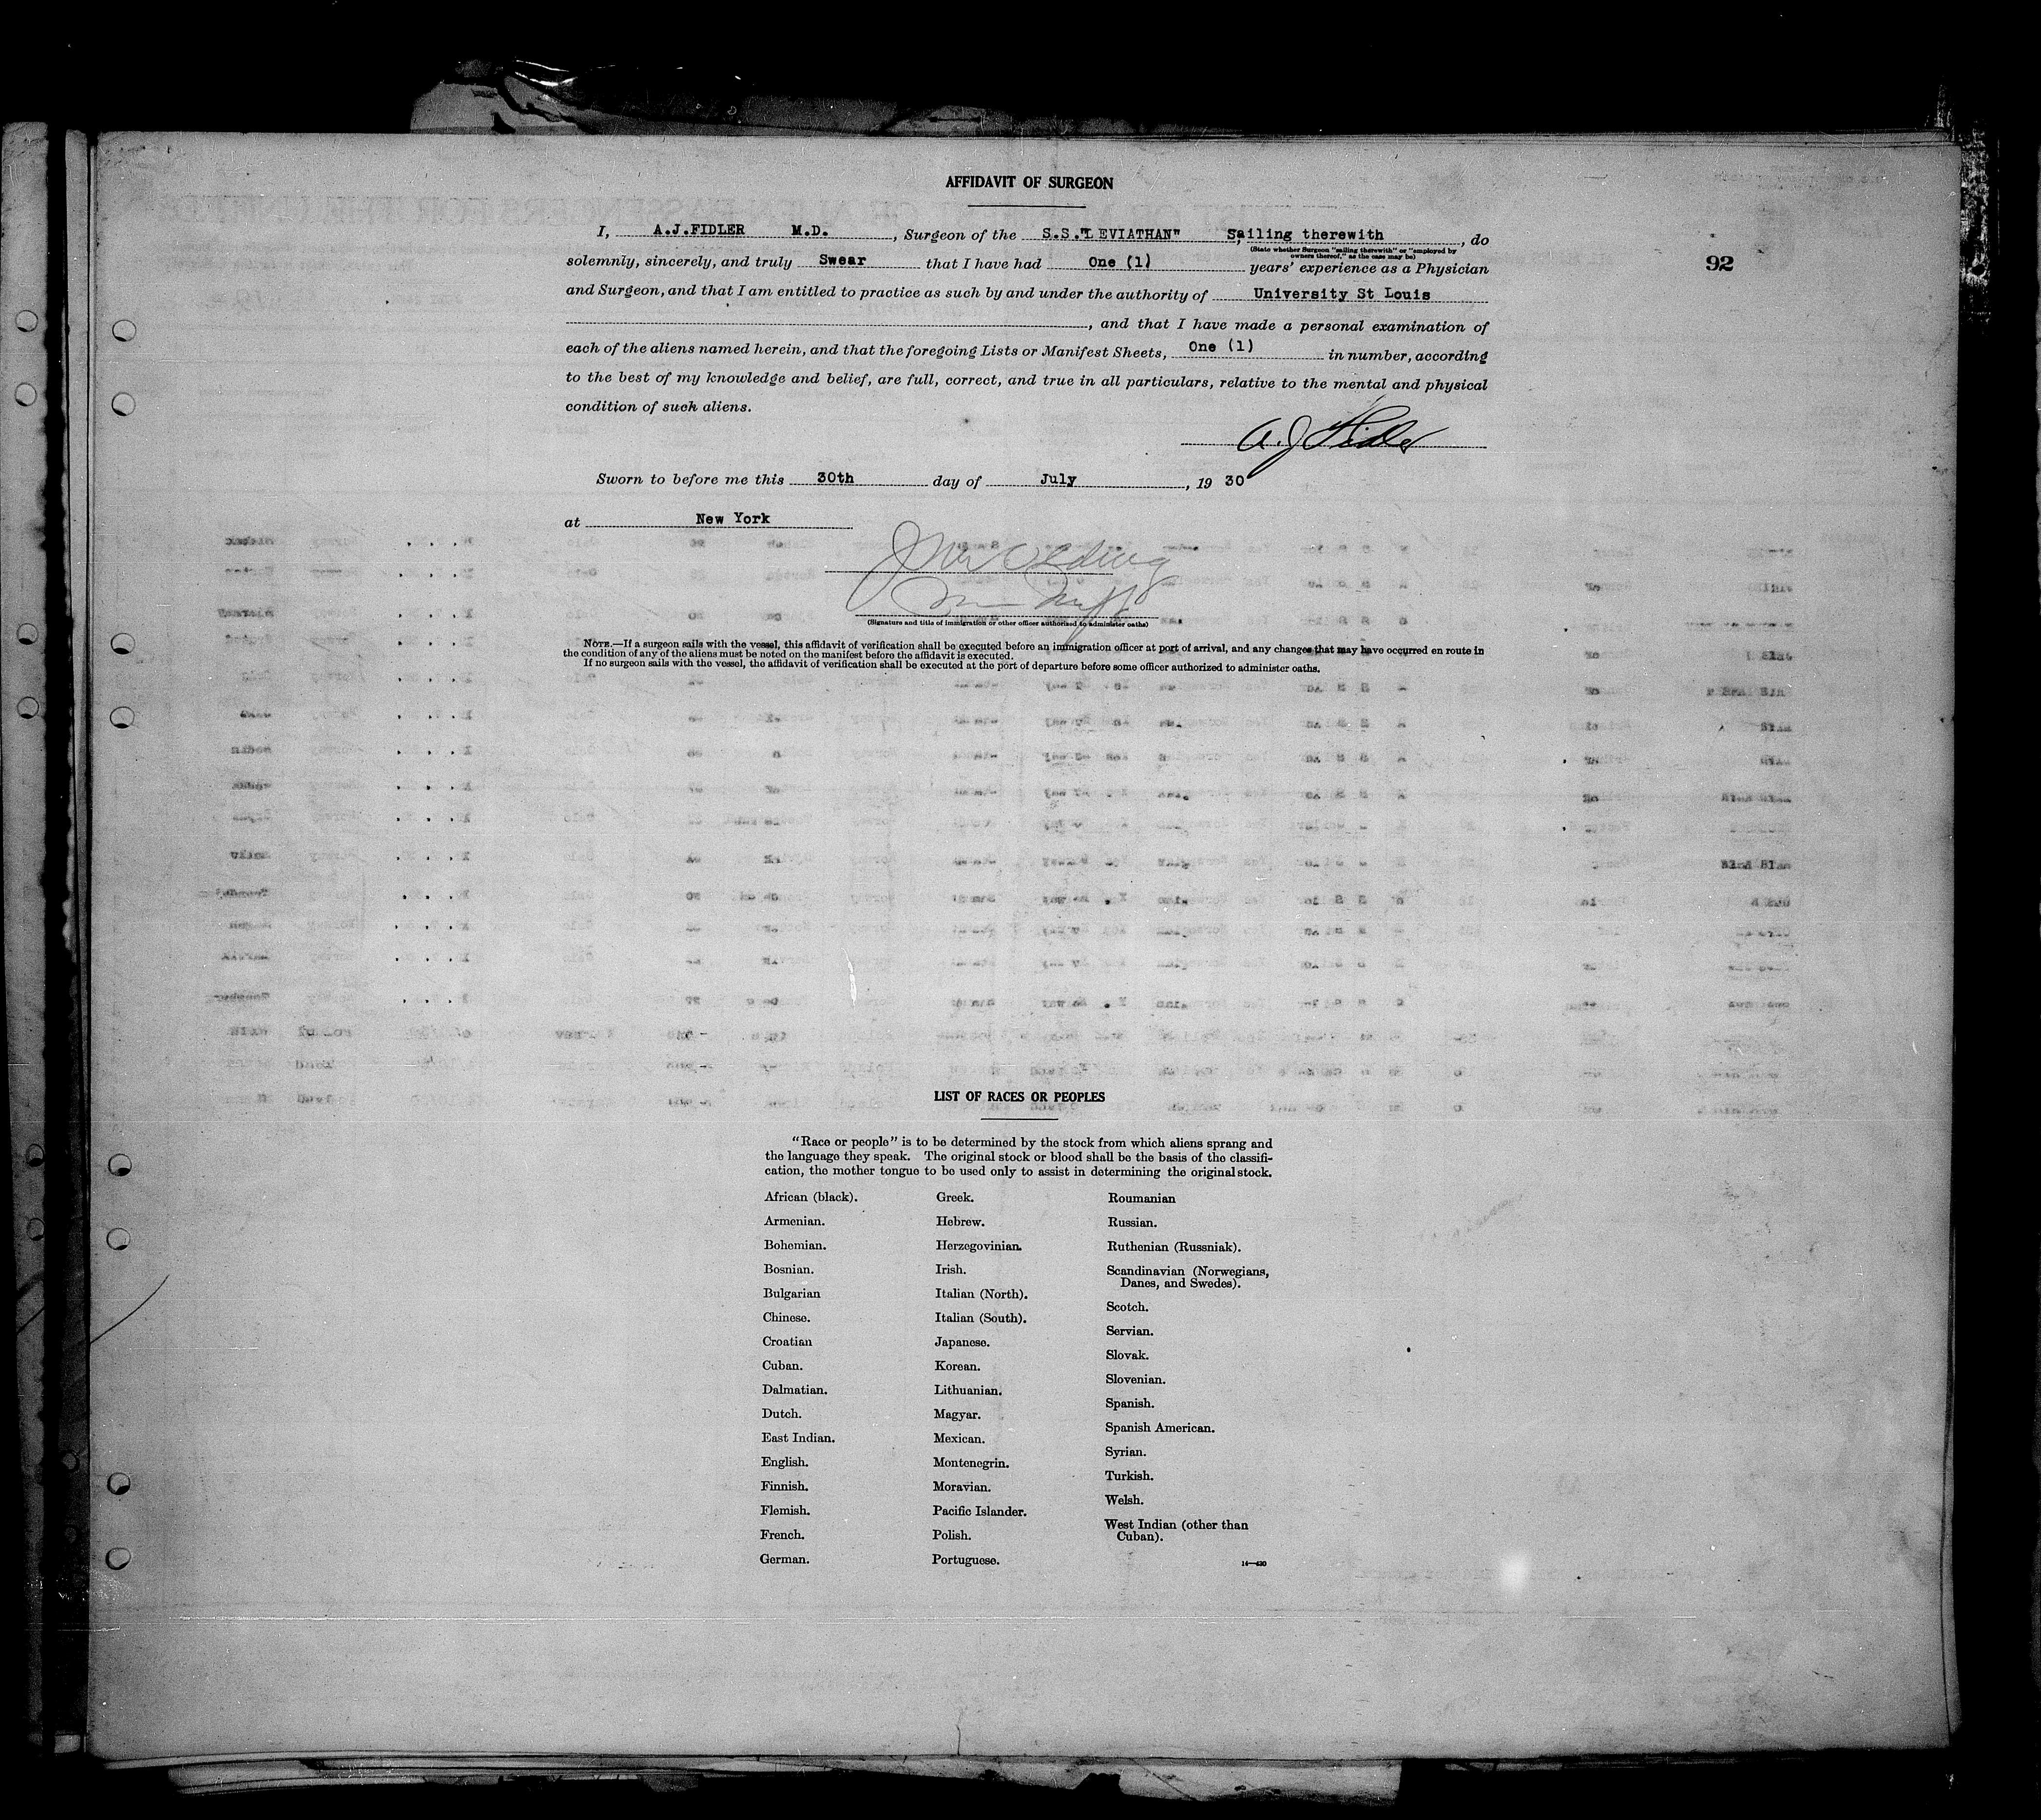 AFFIDAVIT OF SURGEON
I, A.J.FIDLER M.D. , Surgeon of the S.S."LEVIATHAN" Sailing therewith , do
(State whether Surgeon "sailing therewith" or "employed by
owners thereof," as the case may be)
92
solemnly, sincerely, and truly Swear that I have had One (1) years' experience as a Physician
and Surgeon, and that I am entitled to practice as such by and under the authority of University St Louis
, and that I have made a personal examination of
each of the aliens named herein, and that the foregoing Lists or Manifest Sheets, One (1) in number, according
to the best of my knowledge and belief, are full, correct, and true in all particulars, relative to the mental and physical
condition of such aliens.
A. J. Fidler
Sworn to before me this 30th day of July , 19 30
at New York
(Signature and title of immigration or other officer authorized to administer oaths)
NOTE.—If a surgeon sails with the vessel, this affidavit of verification shall be executed before an immigration officer at port of arrival, and any changes that may have occurred en route in
the condition of any of the aliens must be noted on the manifest before the affidavit is executed.
If no surgeon sails with the vessel, the affidavit of verification shall be executed at the port of departure before some officer authorized to administer oaths.
LIST OF RACES OR PEOPLES
"Race or people" is to be determined by the stock from which aliens sprang and
the language they speak. The original stock or blood shall be the basis of the classifi-
cation, the mother tongue to be used only to assist in determining the original stock.
African (black).
Armenian.
Bohemian.
Bosnian.
Bulgarian
Chinese.
Croatian
Cuban.
Dalmatian.
Dutch.
East Indian.
English.
Finnish.
Flemish.
French.
German.
Greek.
Hebrew.
Herzegovinian.
Irish.
Italian (North).
Italian (South).
Japanese.
Korean.
Lithuanian.
Magyar.
Mexican.
Montenegrin.
Moravian.
Pacific Islander.
Polish.
Portuguese.
Roumanian
Russian.
Ruthenian (Russniak).
Scandinavian (Norwegians,
Danes, and Swedes).
Scotch.
Servian.
Slovak.
Slovenian.
Spanish.
Spanish American.
Syrian.
Turkish.
Welsh.
West Indian (other than
Cuban).